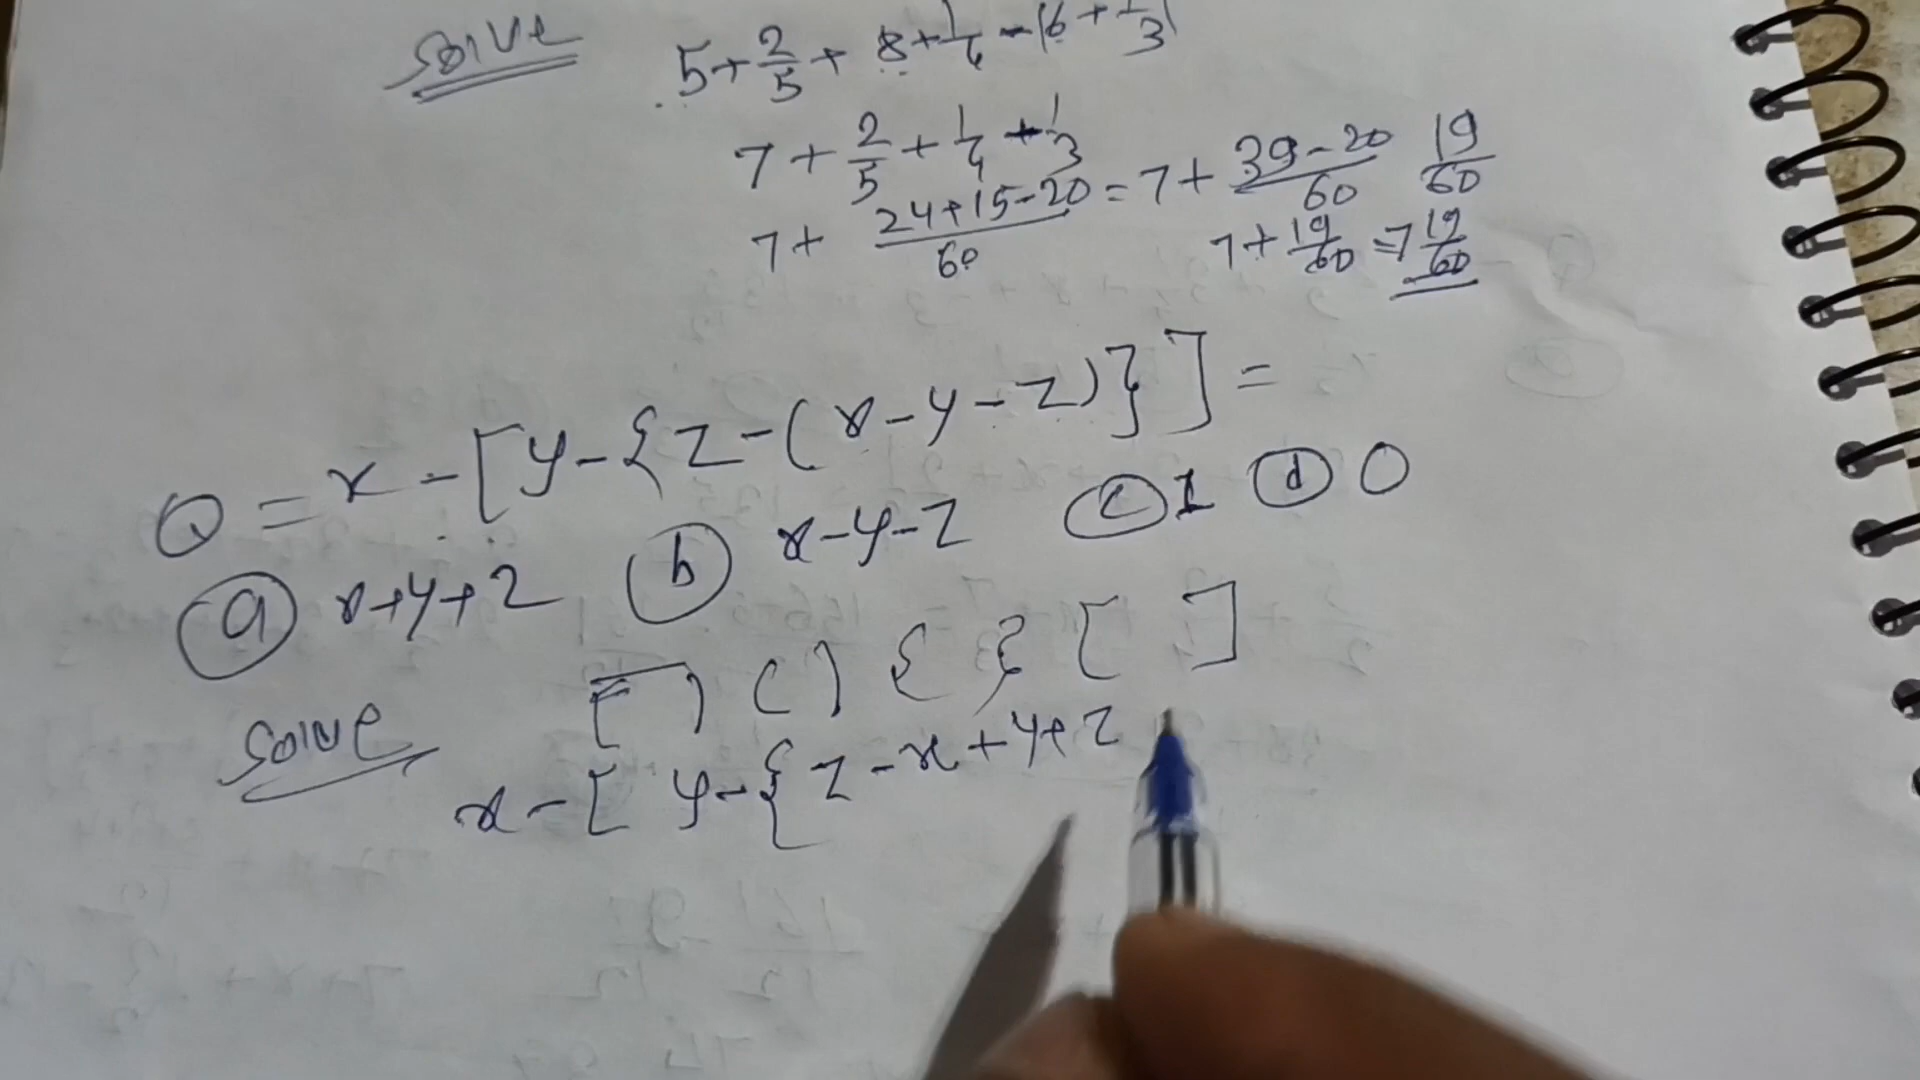 Solve 5+2/5+ 8+1/4-(6+1/3)
7+2/5+1/4+1/3
7+ 24+15-20/60 = 7+ 39-20/60 19/60
7+19/60=7 19/60
Q = x-[y-{z-(x-y-z)}] =
(a) x+y+z (b) x-y-z (c) 1 (d) 0
( ) { } [ ]
Solve
x-[ y-{z-x+y+z